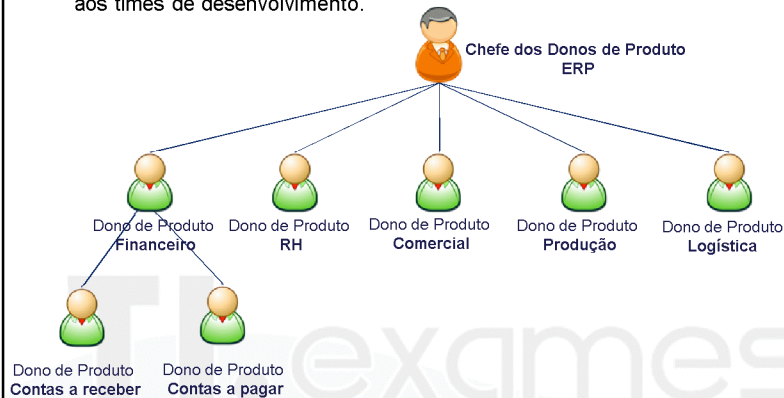 aos times de desenvolvimento.
Chefe dos Donos de Produto
ERP
Dono de Produto
Financeiro
Dono de Produto
RH
Dono de Produto
Comercial
Dono de Produto
Produção
Dono de Produto
Logística
Dono de Produto
Contas a receber
Dono de Produto
Contas a pagar
TI exames